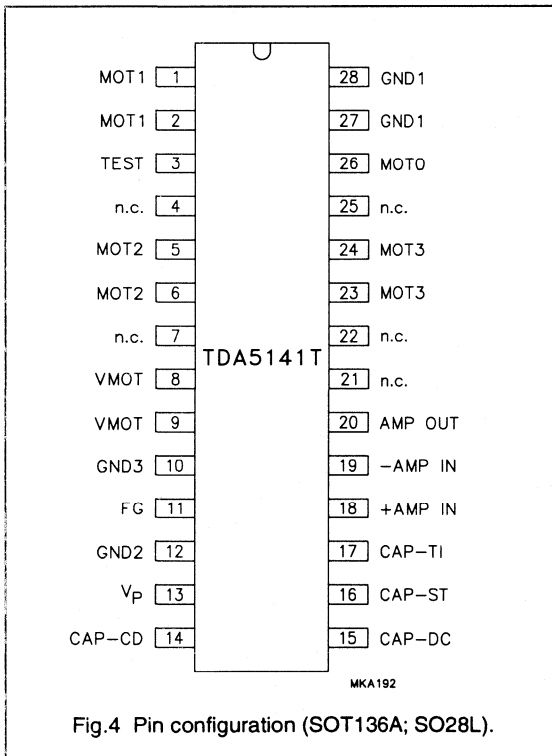 MOT1 1 28 GND1
MOT1 2 27 GND1
TEST 3 26 MOT0
n.c. 4 25 n.c.
MOT2 5 24 MOT3
MOT2 6 23 MOT3
n.c. 7 22 n.c.
TDA5141T
VMOT 8 21 n.c.
VMOT 9 20 AMP OUT
GND3 10 19 -AMP IN
FG 11 18 +AMP IN
GND2 12 17 CAP-TI
VP 13 16 CAP-ST
CAP-CD 14 15 CAP-DC
MKA192
Fig.4 Pin configuration (SOT136A; SO28L).